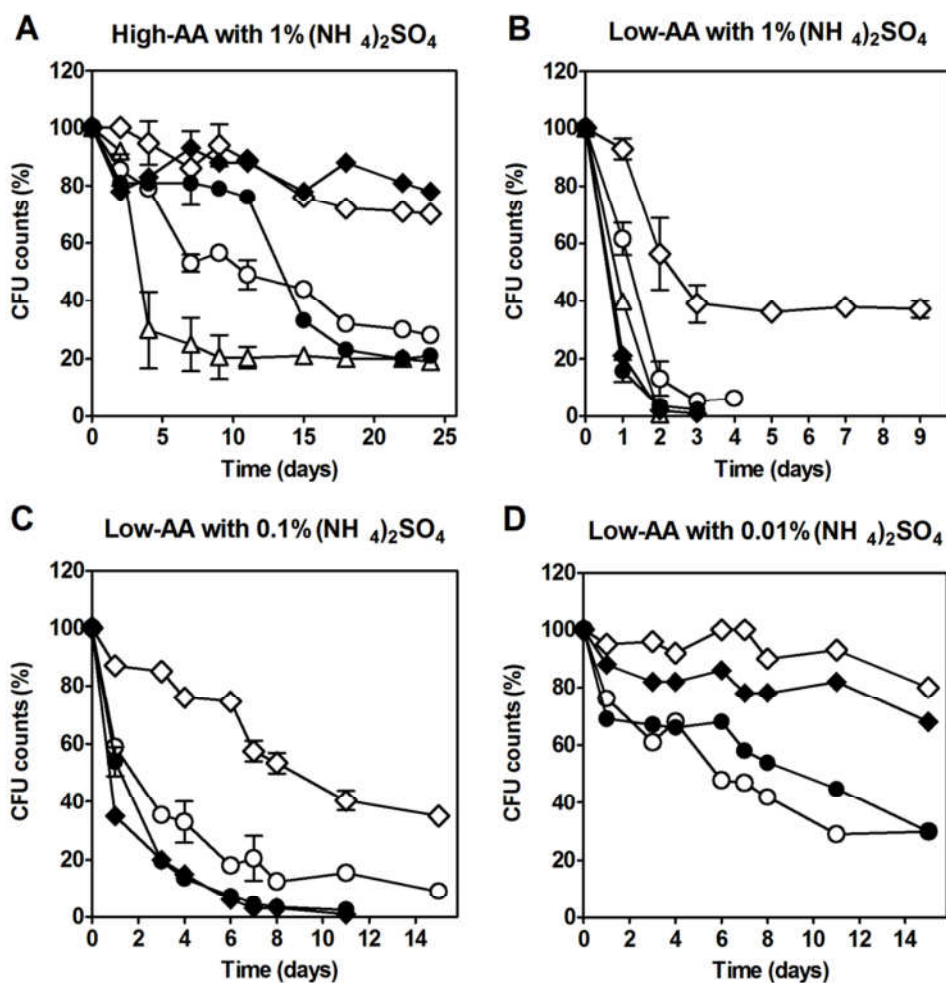 A High-AA with 1% (NH 4)2SO4
CFU counts (%)
120
100
80
60
40
20
0
0 5 10 15 20 25
Time (days)
B Low-AA with 1% (NH 4)2SO4
CFU counts (%)
120
100
80
60
40
20
0
0 1 2 3 4 5 6 7 8 9
Time (days)
C Low-AA with 0.1% (NH 4)2SO4
CFU counts (%)
120
100
80
60
40
20
0
0 2 4 6 8 10 12 14
Time (days)
D Low-AA with 0.01% (NH 4)2SO4
CFU counts (%)
120
100
80
60
40
20
0
0 2 4 6 8 10 12 14
Time (days)